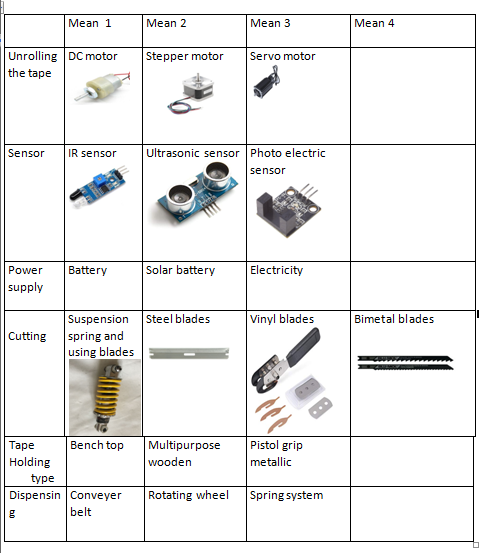 Mean 1 Mean 2 Mean 3 Mean 4
Unrolling DC motor Stepper motor Servo motor
the tape
Sensor IR sensor Ultrasonic sensor Photo electric
sensor
Power Battery Solar battery Electricity
supply
Suspension Steel blades Vinyl blades Bimetal blades
Cutting spring and
using blades
Tape Bench top Multipurpose Pistol grip
Holding wooden metallic
type
Dispensin Conveyer Rotating wheel Spring system
g belt